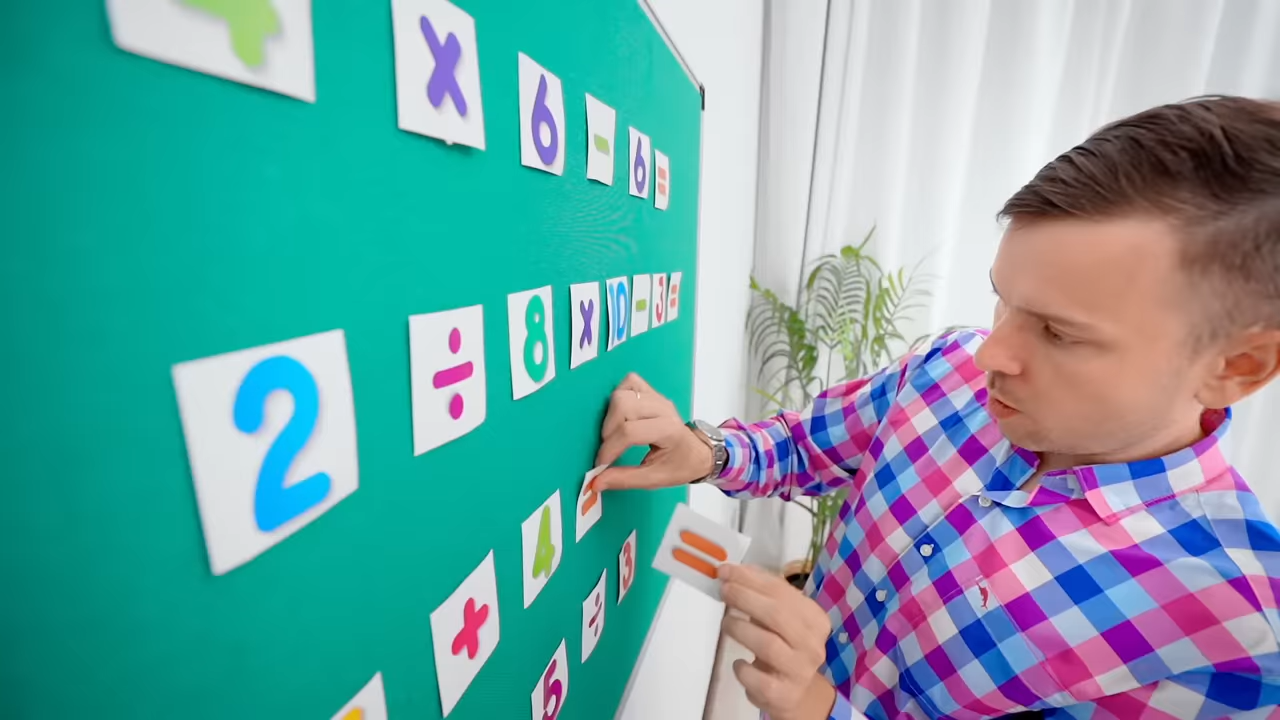 x 6 - 6 =
2 ÷ 8 x 10 - 3 =
+ 4 =
=
5 ÷ 3